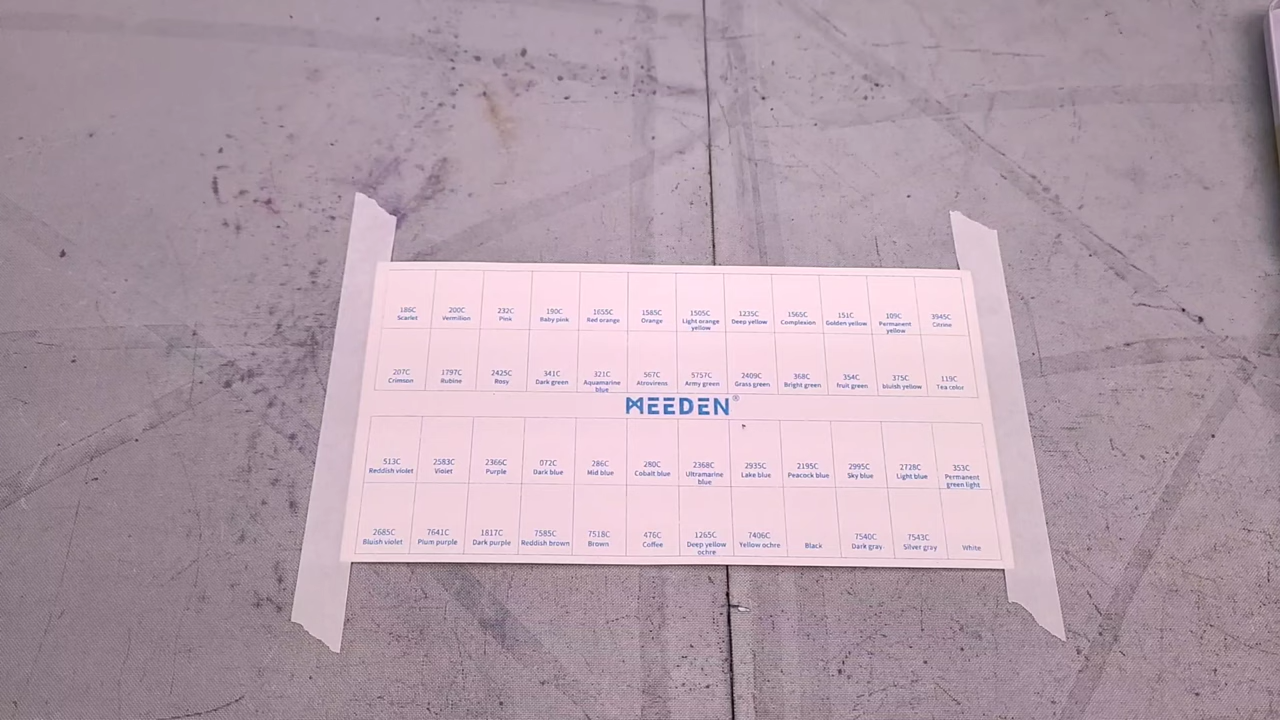 186C 200C 232C 190C 1655C 1585C 1505C 1235C 1565C 151C 109C 3945C
Scarlet Vermilion Pink Baby pink Red orange Orange Light orange yellow Deep yellow Complexion Golden yellow Permanent yellow Citrine
207C 1797C 2425C 341C 321C 567C 5757C 2409C 368C 354C 375C 119C
Crimson Rubine Rosy Dark green Aquamarine blue Atrovirens Army green Grass green Bright green fruit green bluish yellow Tea color
MEEDEN®
513C 2583C 2366C 072C 286C 280C 2368C 2935C 2195C 2995C 2728C 353C
Reddish violet Violet Purple Dark blue Mid blue Cobalt blue Ultramarine blue Lake blue Peacock blue Sky blue Light blue Permanent green light
2685C 7641C 1817C 7585C 7518C 476C 1265C 7406C 7540C 7543C
Bluish violet Plum purple Dark purple Reddish brown Brown Coffee Deep yellow ochre Yellow ochre Black Dark gray Silver gray White